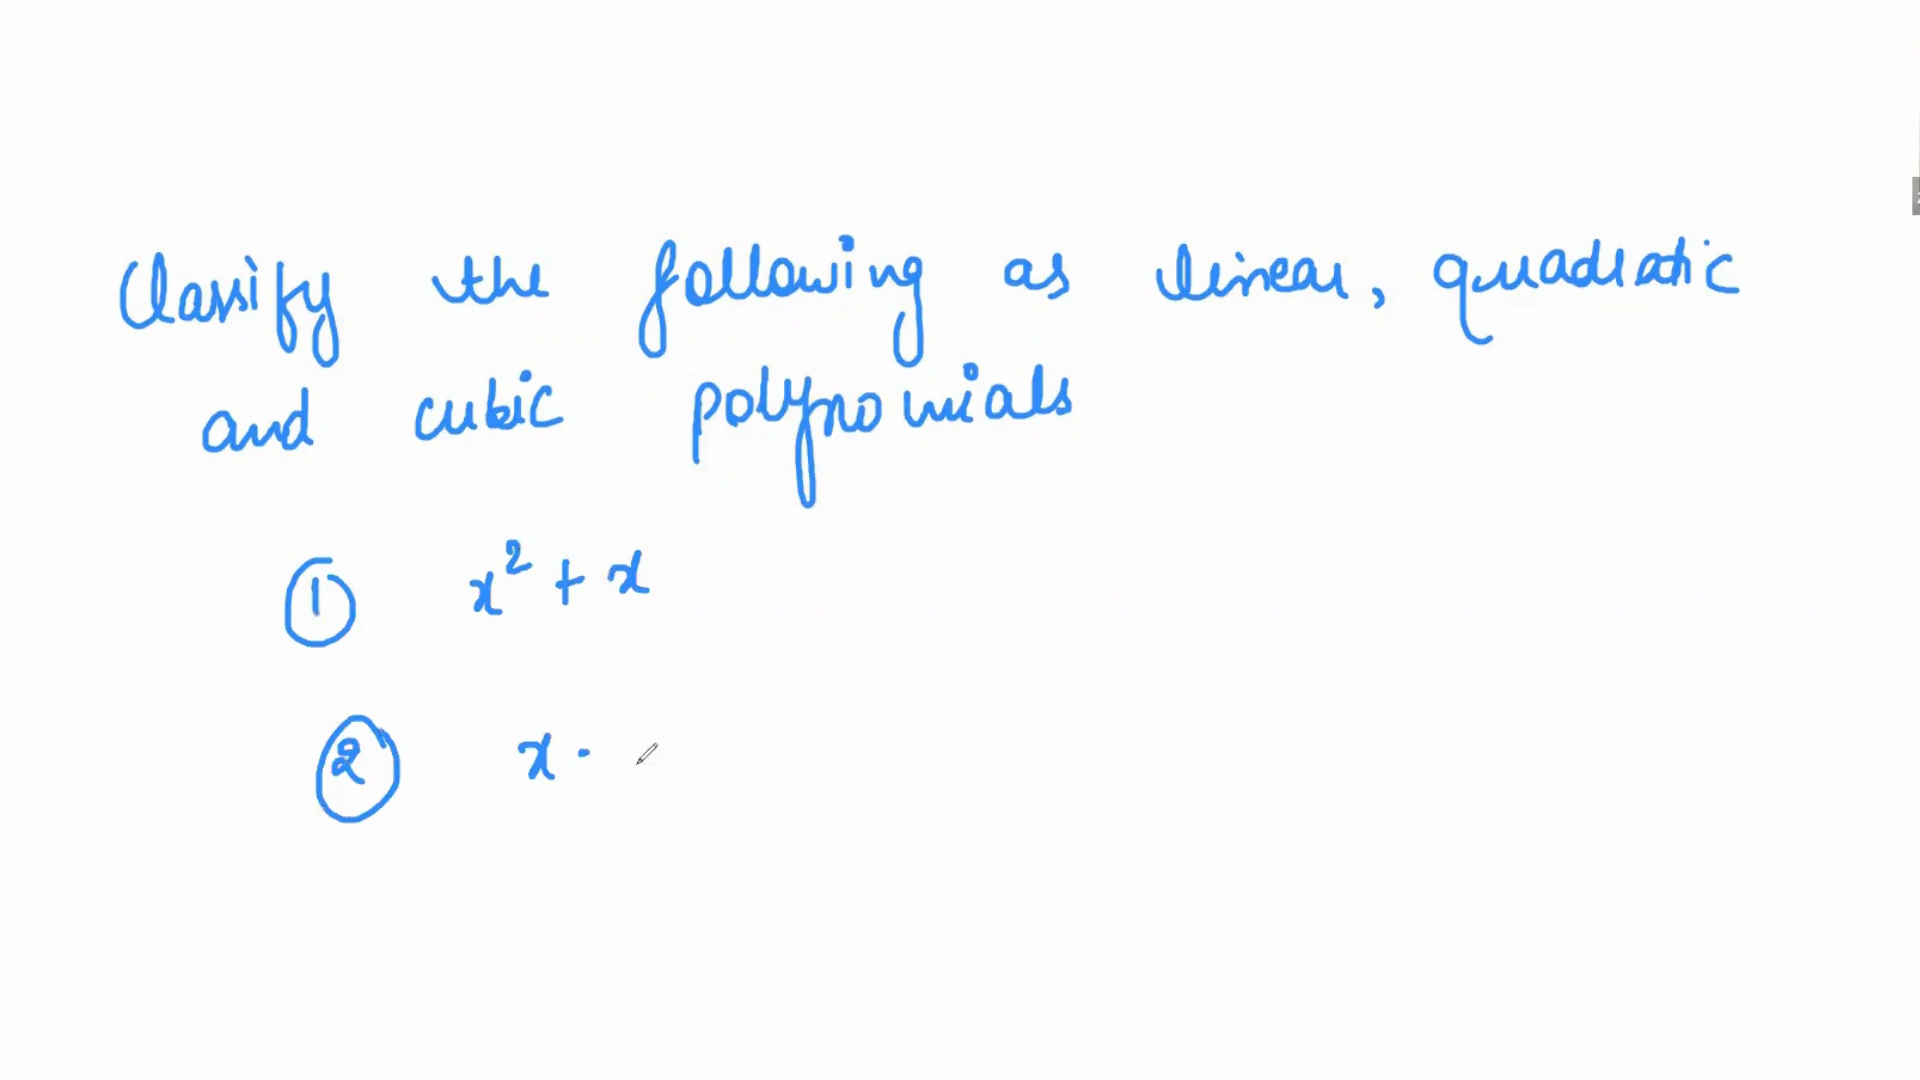 Classify the following as linear, quadratic
and cubic polynomials
① x² + x
② x -